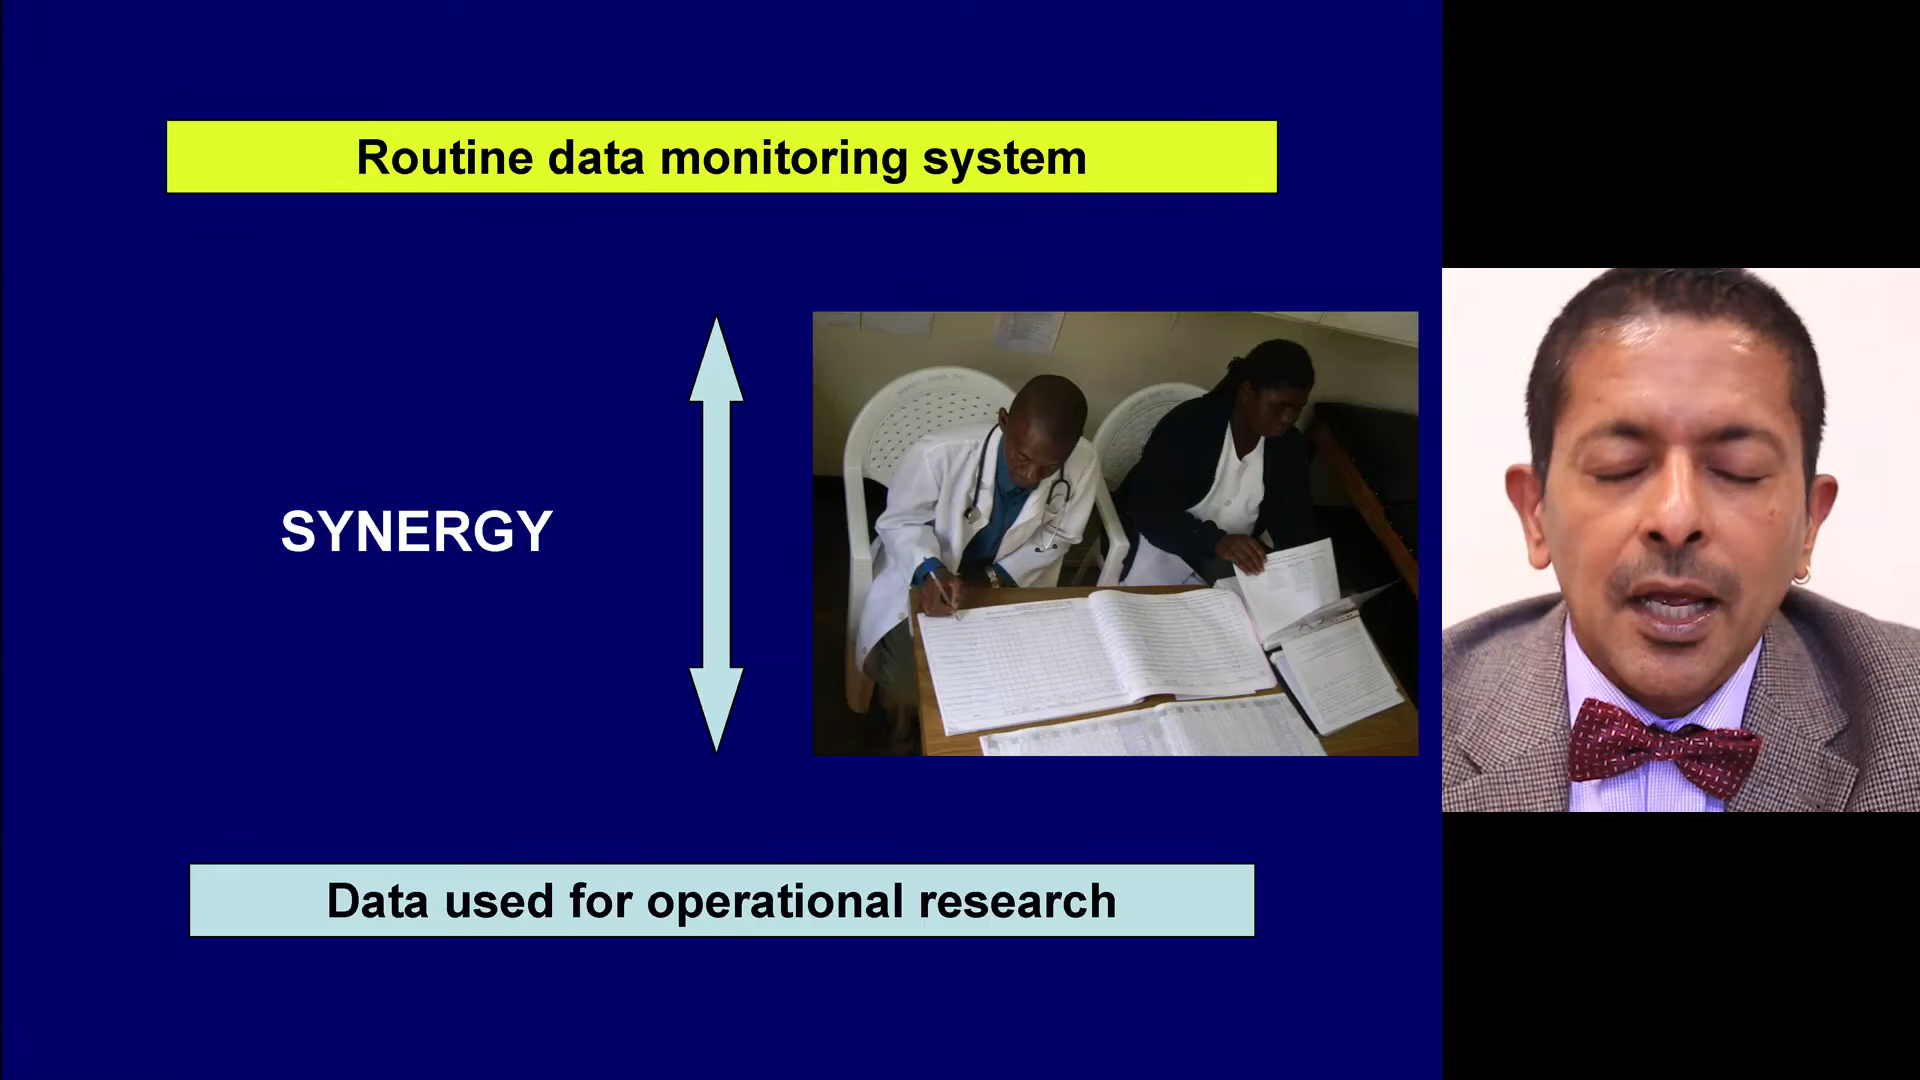 Routine data monitoring system
SYNERGY
Data used for operational research